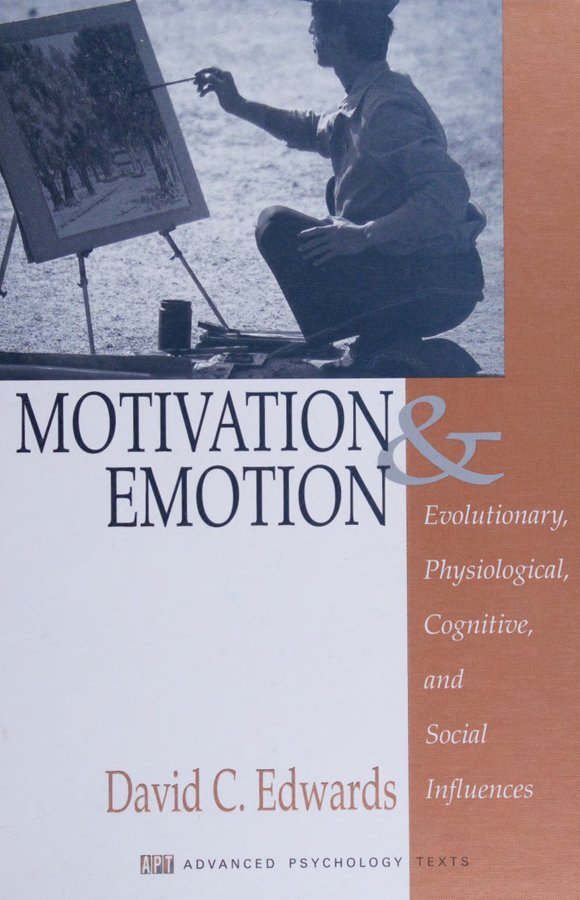 MOTIVATION &
EMOTION
Evolutionary,
Physiological,
Cognitive,
and
Social
Influences
David C. Edwards
APT ADVANCED PSYCHOLOGY TEXTS